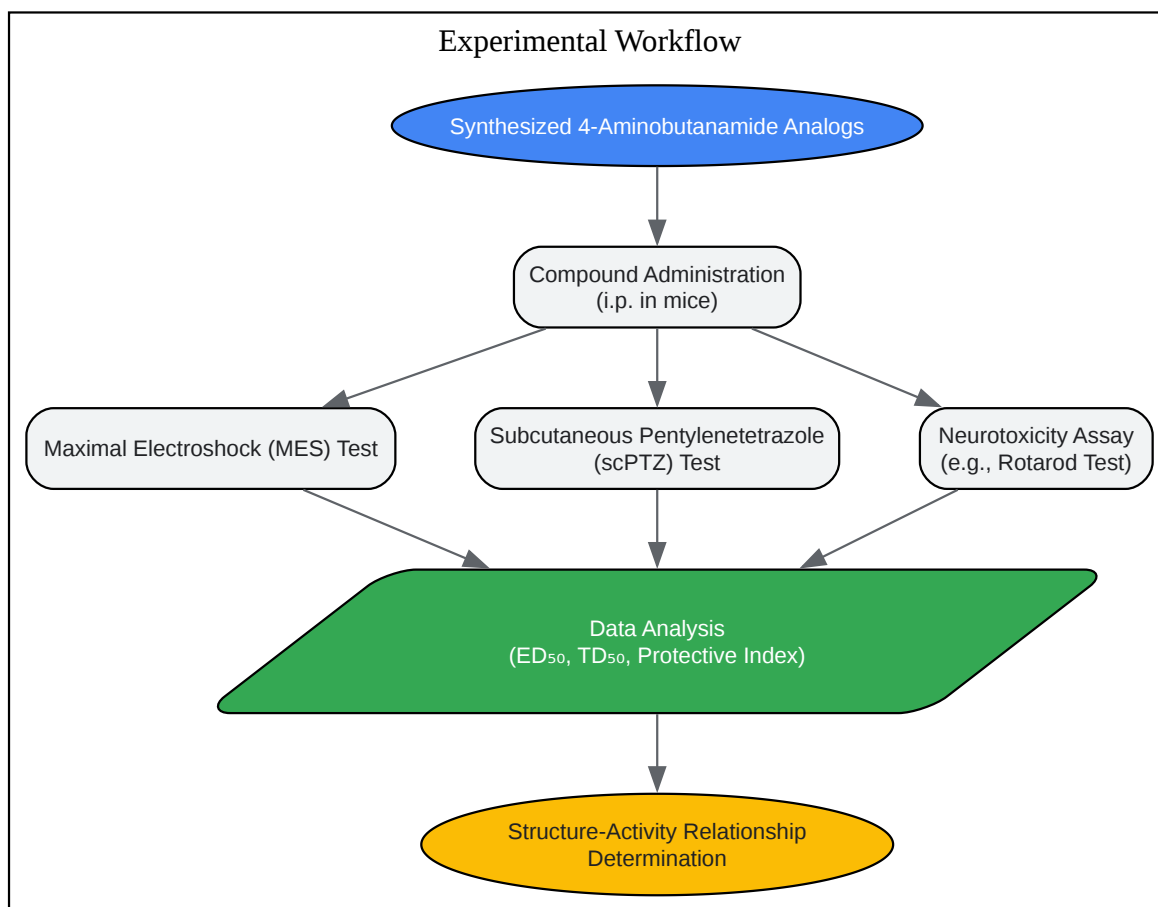 Experimental Workflow
Synthesized 4-Aminobutanamide Analogs
Compound Administration
(i.p. in mice)
Maximal Electroshock (MES) Test
Subcutaneous Pentylenetetrazole
(scPTZ) Test
Neurotoxicity Assay
(e.g., Rotarod Test)
Data Analysis
(ED₅₀, TD₅₀, Protective Index)
Structure-Activity Relationship
Determination